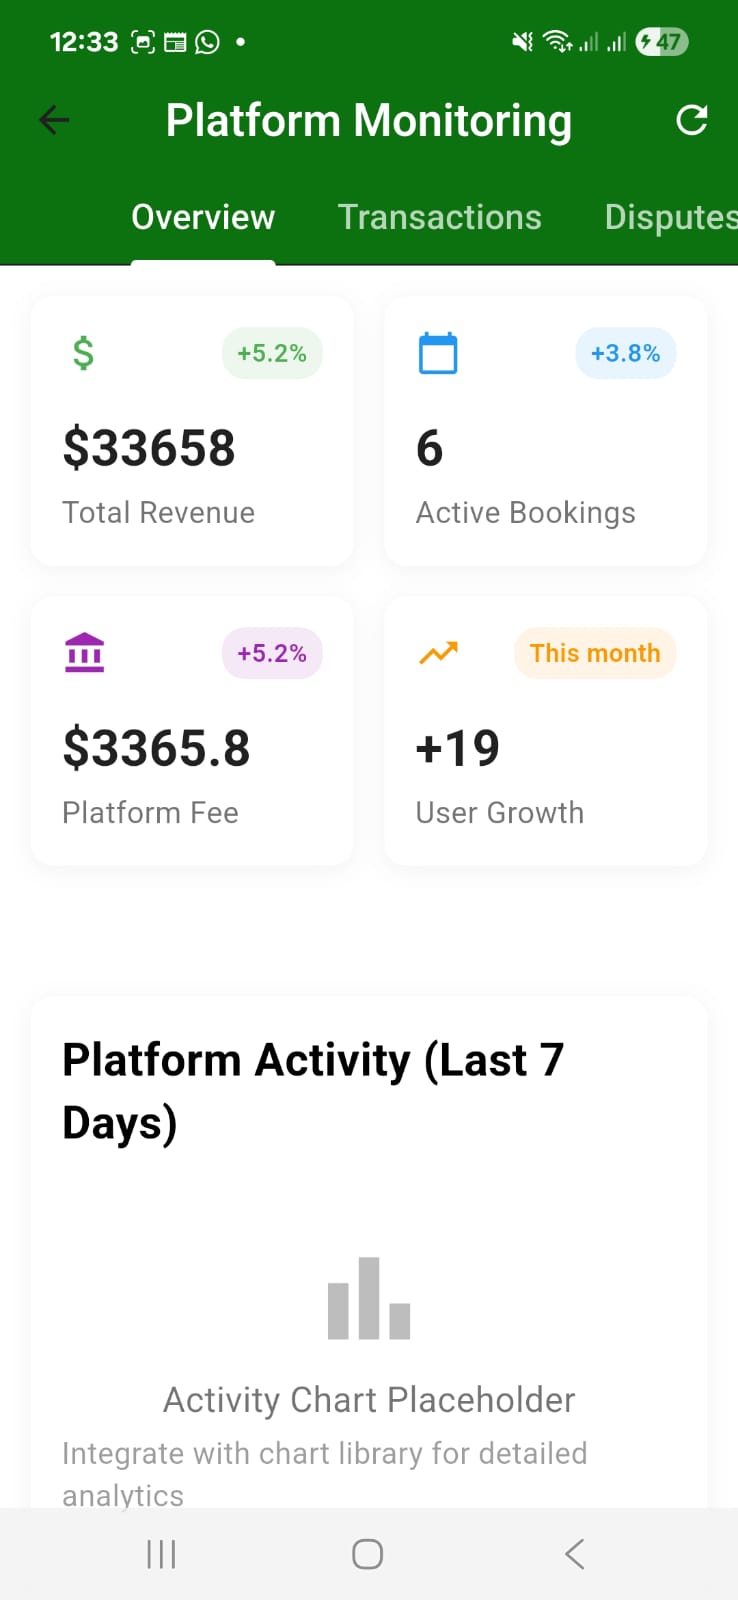 12:33
47
Platform Monitoring
Overview Transactions Disputes
+5.2%
$33658
Total Revenue
+3.8%
6
Active Bookings
+5.2%
$3365.8
Platform Fee
This month
+19
User Growth
Platform Activity (Last 7
Days)
Activity Chart Placeholder
Integrate with chart library for detailed
analytics